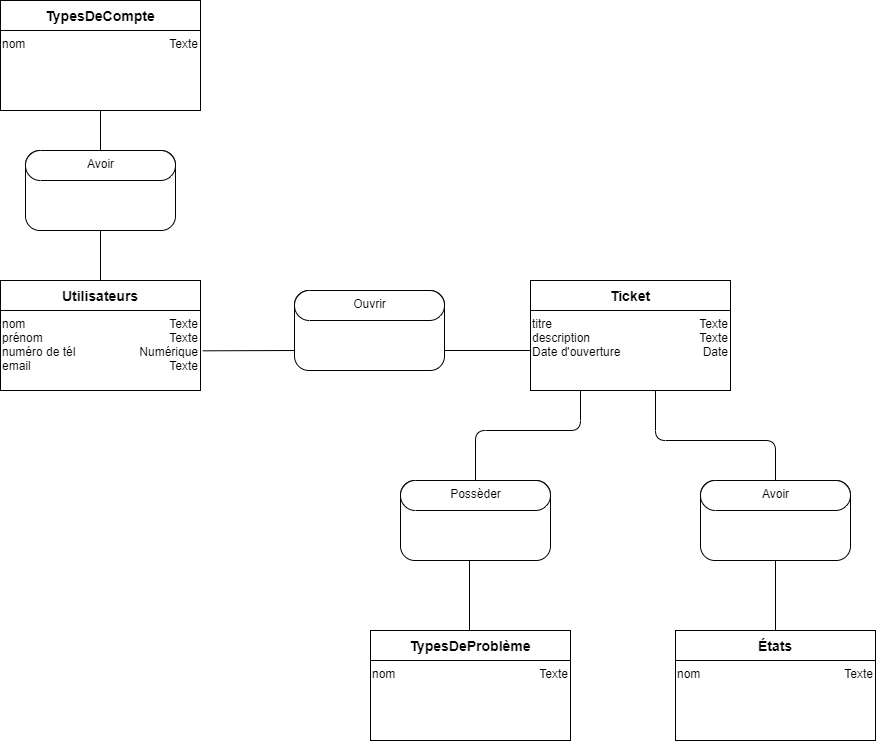 TypesDeCompte
nom Texte
Avoir
Utilisateurs
nom Texte
prénom Texte
numéro de tél Numérique
email Texte
Ouvrir
Ticket
titre Texte
description Texte
Date d'ouverture Date
Possèder
Avoir
TypesDeProblème
nom Texte
États
nom Texte